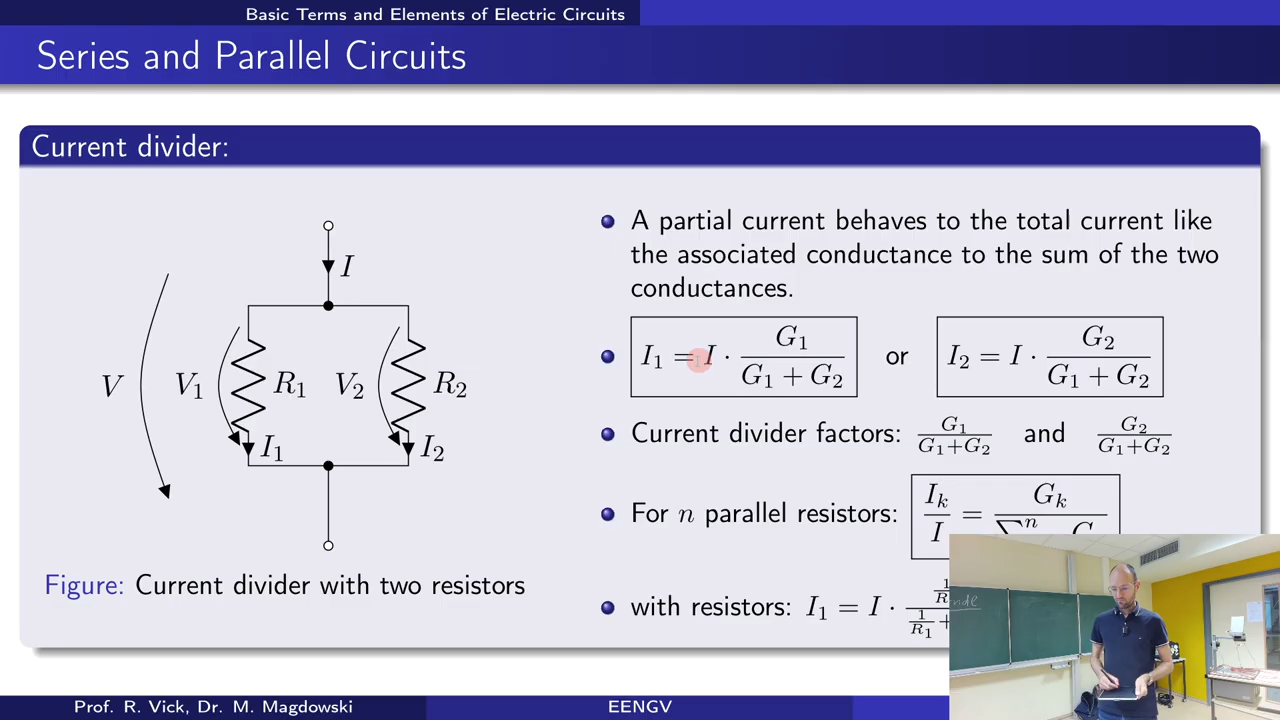 Basic Terms and Elements of Electric Circuits
Series and Parallel Circuits
Current divider:
I
V
V₁
R₁
V₂
R₂
I₁
I₂
Figure: Current divider with two resistors
A partial current behaves to the total current like
the associated conductance to the sum of the two
conductances.
I₁ = I · G₁/(G₁ + G₂) or I₂ = I · G₂/(G₁ + G₂)
Current divider factors: G₁/(G₁+G₂) and G₂/(G₁+G₂)
For n parallel resistors: Iₖ/I = Gₖ/∑ⁿ
with resistors: I₁ = I ·
Prof. R. Vick, Dr. M. Magdowski
EENGV